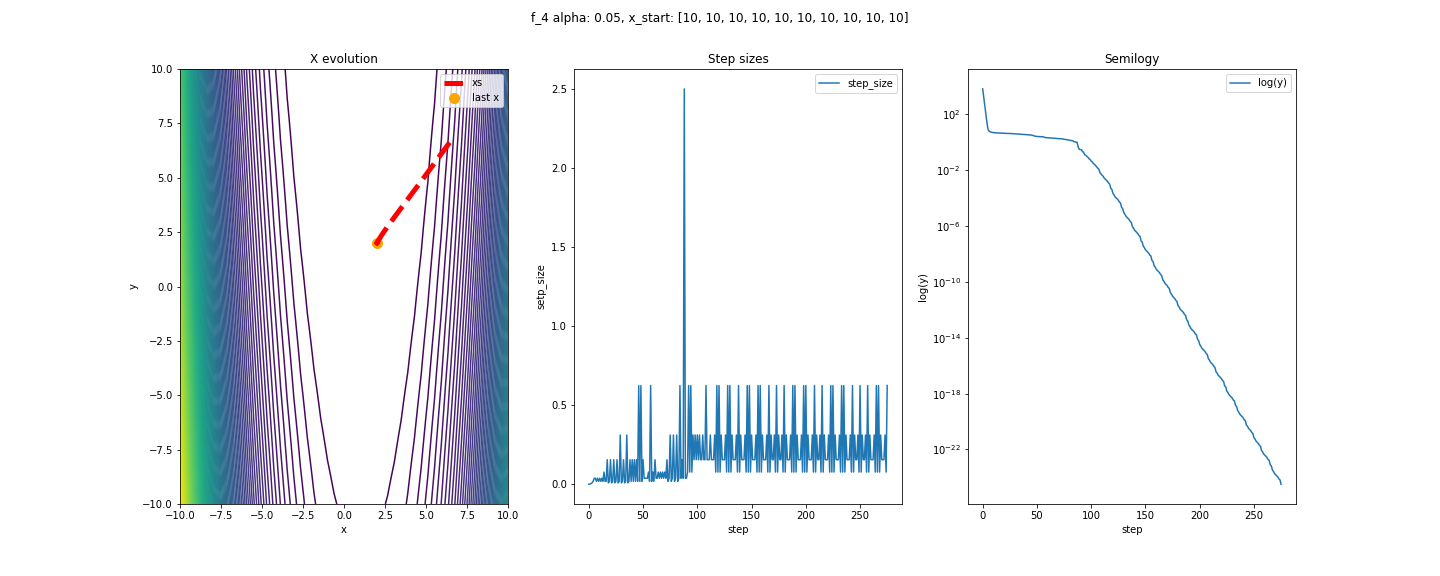 f_4 alpha: 0.05, x_start: [10, 10, 10, 10, 10, 10, 10, 10, 10, 10]
X evolution
10.0
7.5
5.0
2.5
0.0
−2.5
−5.0
−7.5
−10.0
y
−10.0 −7.5 −5.0 −2.5 0.0 2.5 5.0 7.5 10.0
x
xs
last x
Step sizes
2.5
2.0
1.5
1.0
0.5
0.0
setp_size
0 50 100 150 200 250
step
step_size
Semilogy
10^2
10^−2
10^−6
10^−10
10^−14
10^−18
10^−22
log(y)
0 50 100 150 200 250
step
log(y)